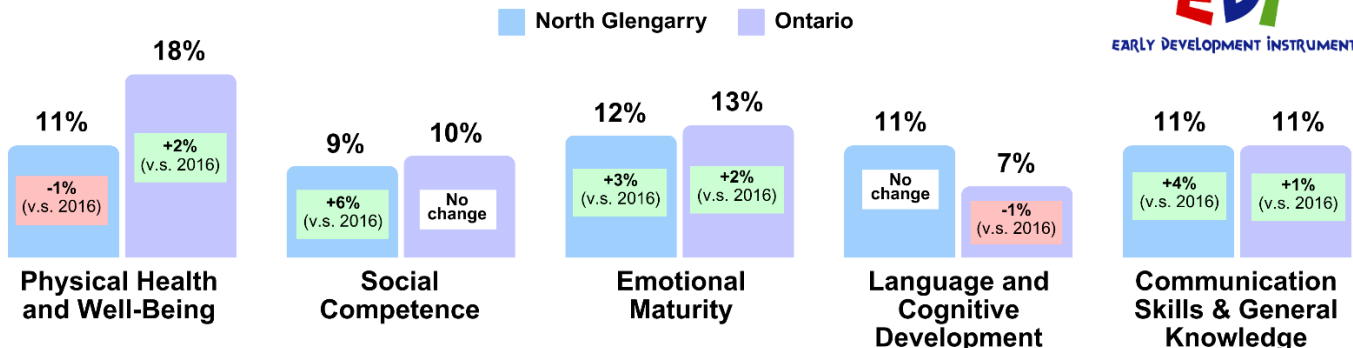 North Glengarry
Ontario
EARLY DEVELOPMENT INSTRUMENT
11%
-1%
(v.s. 2016)
18%
+2%
(v.s. 2016)
Physical Health
and Well-Being
9%
+6%
(v.s. 2016)
10%
No
change
Social
Competence
12%
+3%
(v.s. 2016)
13%
+2%
(v.s. 2016)
Emotional
Maturity
11%
No
change
7%
-1%
(v.s. 2016)
Language and
Cognitive
Development
11%
+4%
(v.s. 2016)
11%
+1%
(v.s. 2016)
Communication
Skills & General
Knowledge